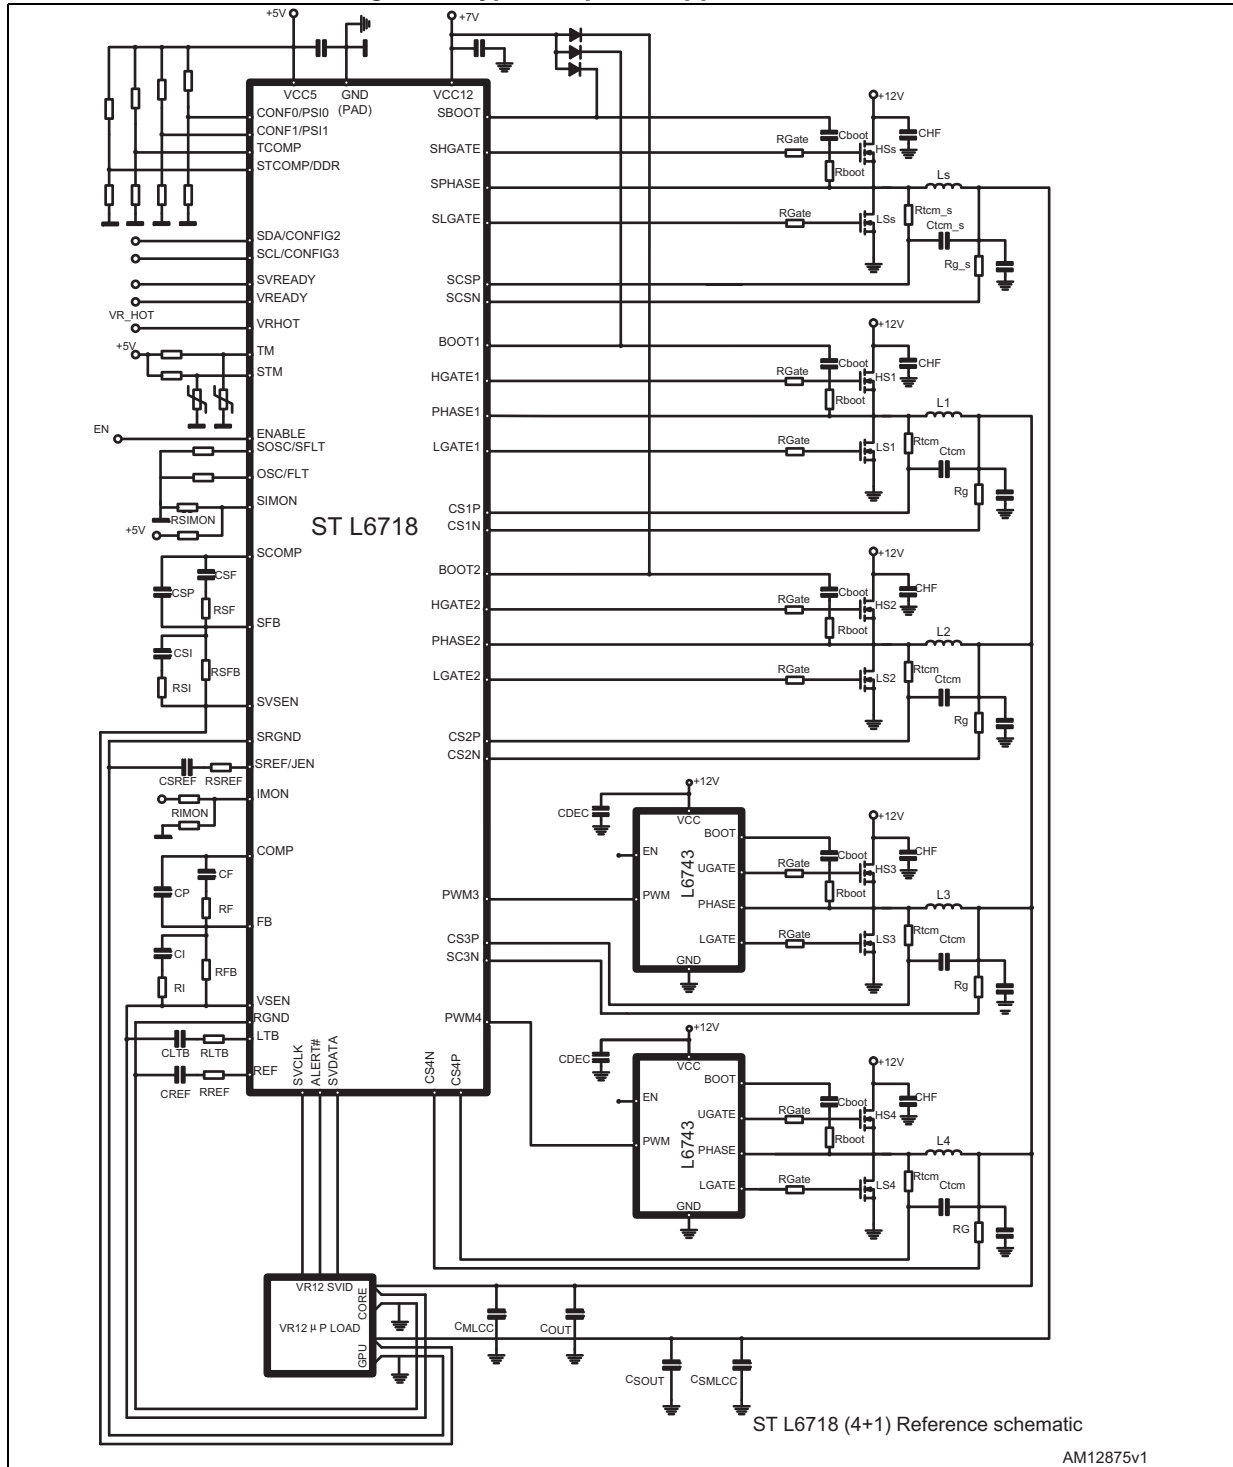 +5V
+7V
VCC5
GND
(PAD)
VCC12
CONF0/PSI0
CONF1/PSI1
TCOMP
STCOMP/DDR
SDA/CONFIG2
SCL/CONFIG3
SVREADY
VREADY
VR_HOT
VRHOT
+5V
TM
STM
EN
ENABLE
SOSC/SFLT
OSC/FLT
SIMON
RSIMON
+5V
SCOMP
CSF
CSP
RSF
SFB
CSI
RSFB
RSI
SVSEN
SRGND
SREF/JEN
CSREF
RSREF
IMON
RIMON
COMP
CF
CP
RF
FB
CI
RFB
RI
VSEN
RGND
LTB
CLTB
RLTB
REF
CREF
RREF
SVCLK
ALERT#
SVDATA
CS4N
CS4P
ST L6718
SBOOT
SHGATE
SPHASE
SLGATE
SCSP
SCSN
BOOT1
HGATE1
PHASE1
LGATE1
CS1P
CS1N
BOOT2
HGATE2
PHASE2
LGATE2
CS2P
CS2N
PWM3
CS3P
SC3N
PWM4
+12V
CHF
Cboot
RGate
HSs
Rboot
Ls
RGate
LSs
Rtcm_s
Ctcm_s
Rg_s
+12V
CHF
Cboot
RGate
HS1
Rboot
L1
RGate
LS1
Rtcm
Ctcm
Rg
+12V
CHF
Cboot
RGate
HS2
Rboot
L2
RGate
LS2
Rtcm
Ctcm
Rg
+12V
CDEC
VCC
BOOT
EN
UGATE
L6743
PWM
PHASE
LGATE
GND
+12V
CHF
Cboot
RGate
HS3
Rboot
L3
RGate
LS3
Rtcm
Ctcm
Rg
+12V
CDEC
VCC
BOOT
EN
UGATE
L6743
PWM
PHASE
LGATE
GND
+12V
CHF
Cboot
RGate
HS4
Rboot
L4
RGate
LS4
Rtcm
Ctcm
RG
VR12 SVID
CORE
VR12 µP LOAD
GPU
CMLCC
COUT
CSOUT
CSMLCC
ST L6718 (4+1) Reference schematic
AM12875v1